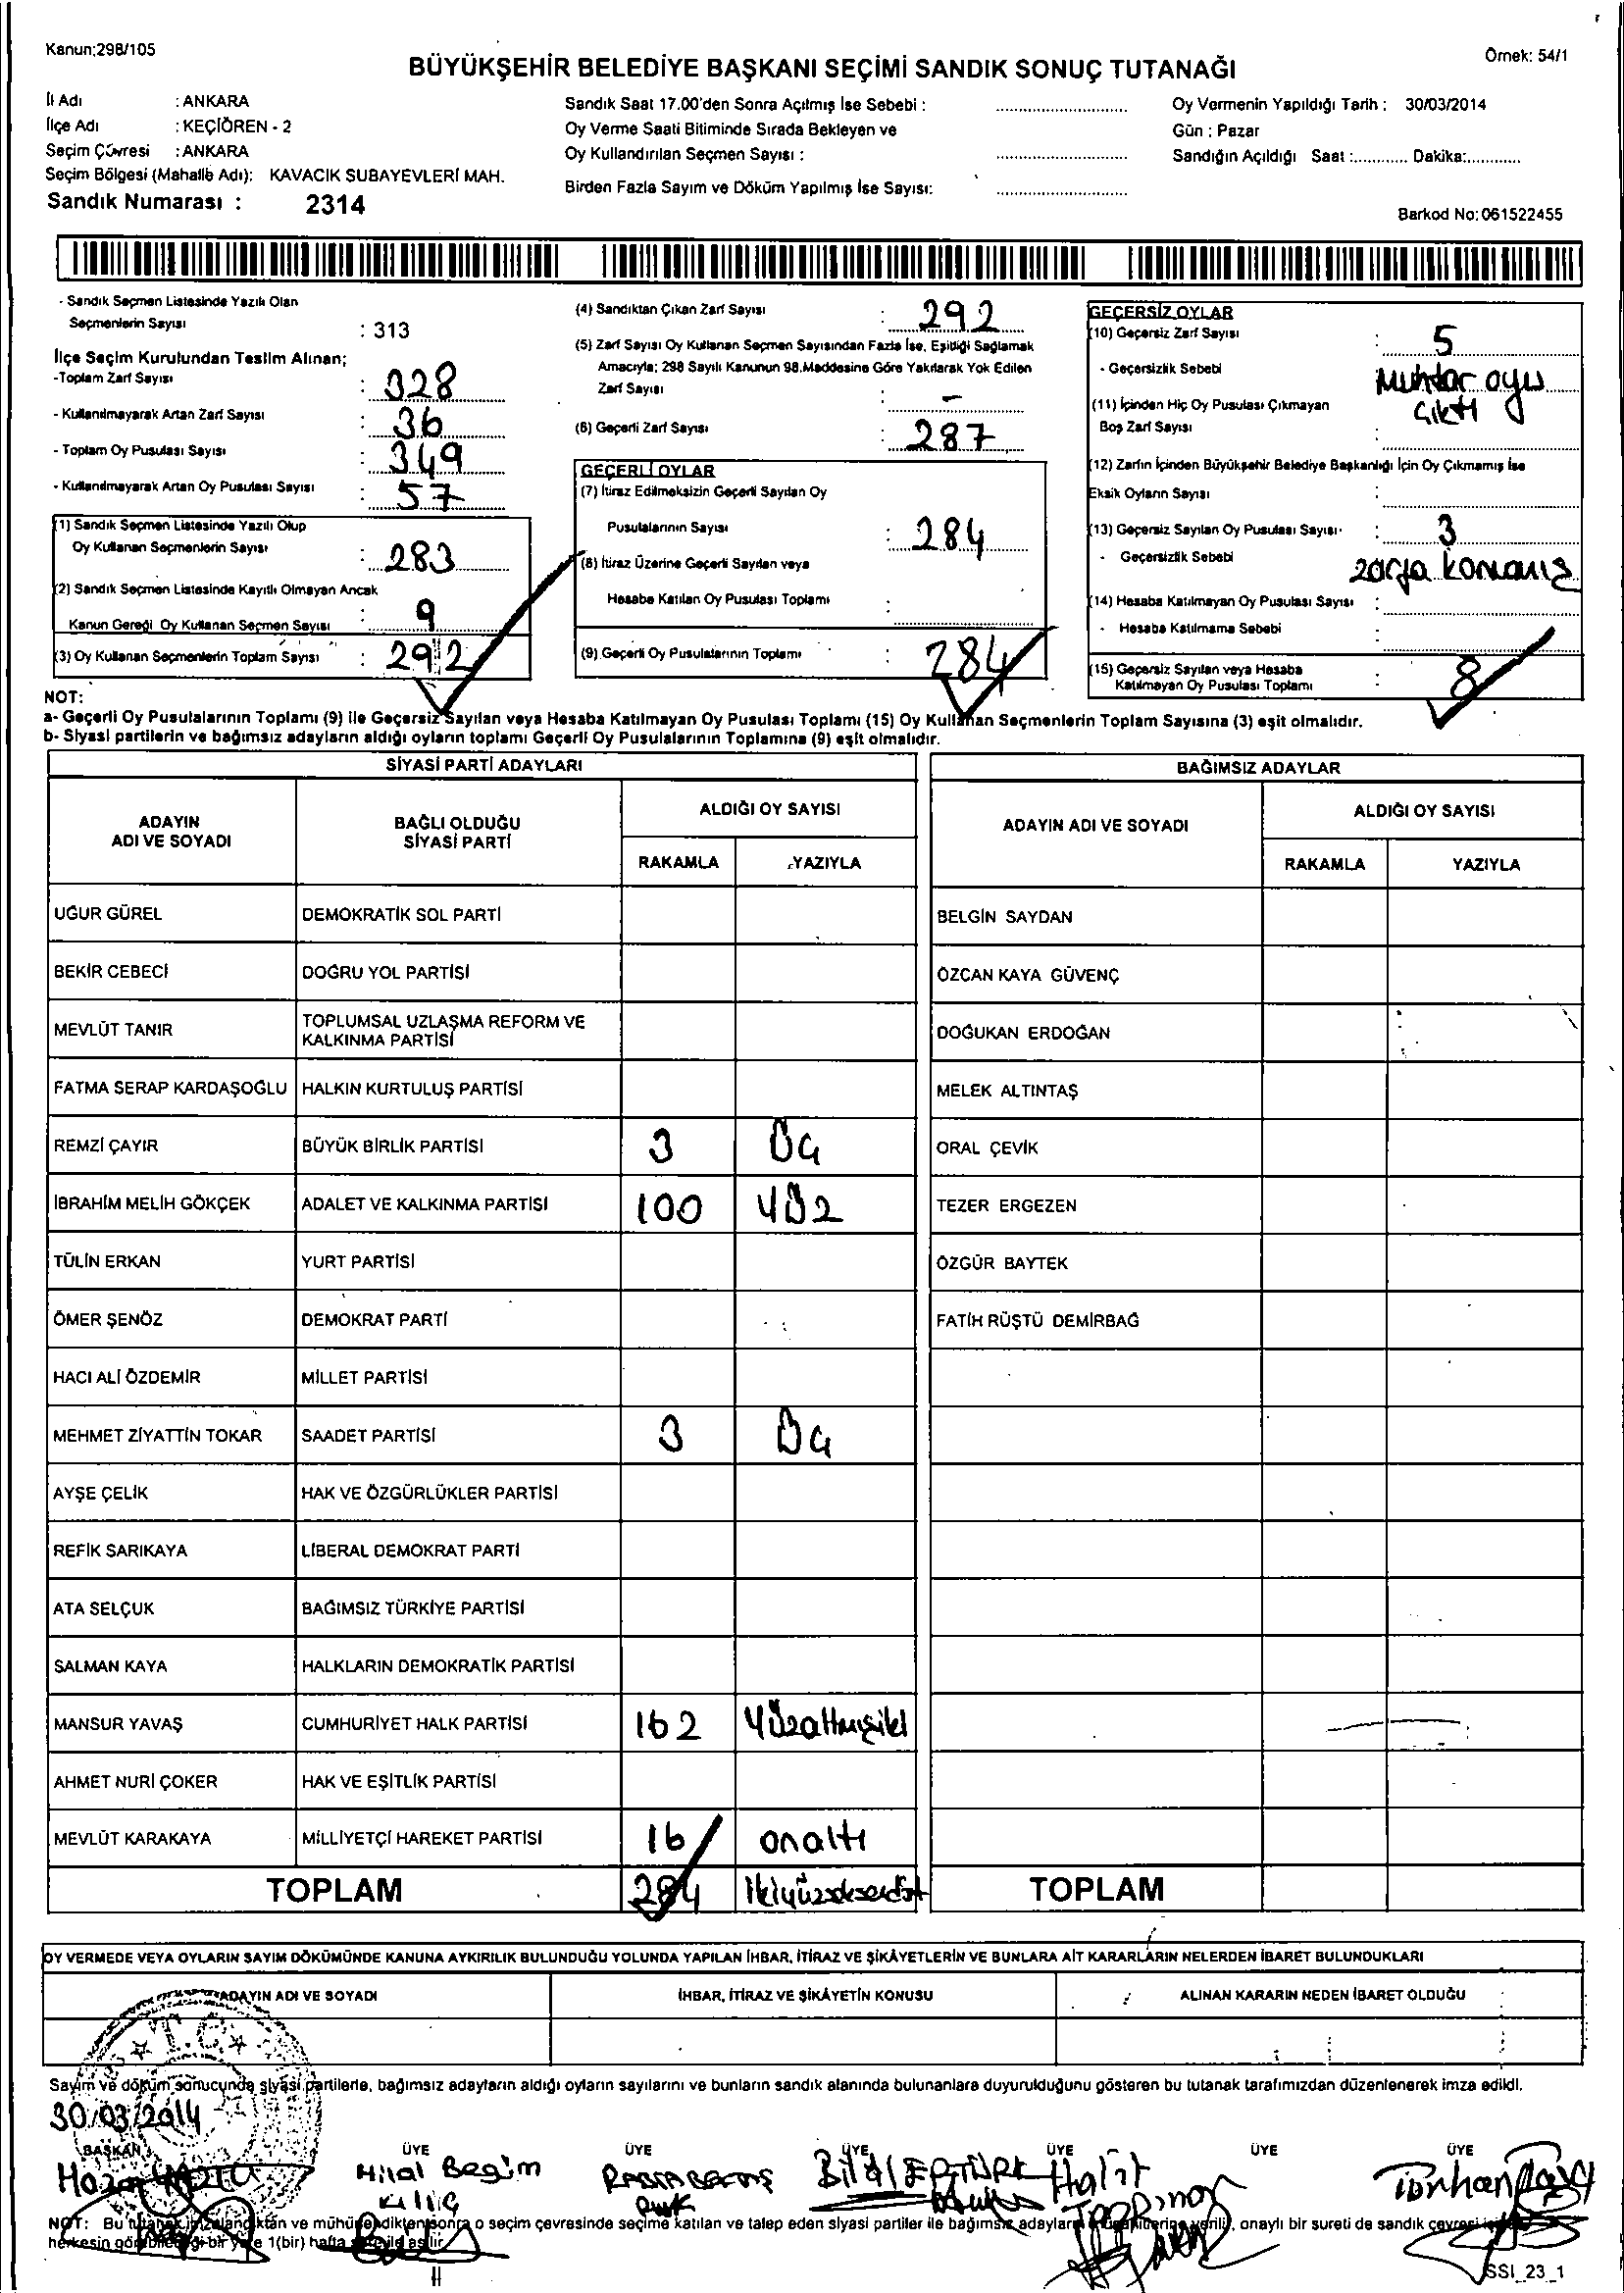 Kanun;298/105
Örnek: 54/1
BÜYÜKŞEHİR BELEDİYE BAŞKANI SEÇİMİ SANDIK SONUÇ TUTANAĞI
İl Adı : ANKARA
İlçe Adı : KEÇİÖREN - 2
Seçim Çevresi : ANKARA
Seçim Bölgesi (Mahalle Adı): KAVACIK SUBAYEVLERİ MAH.
Sandık Numarası : 2314
Sandık Saat 17.00'den Sonra Açılmış İse Sebebi :
Oy Verme Saati Bitiminde Sırada Bekleyen ve
Oy Kullandırılan Seçmen Sayısı :
Birden Fazla Sayım ve Döküm Yapılmış İse Sayısı:
Oy Vermenin Yapıldığı Tarih : 30/03/2014
Gün : Pazar
Sandığın Açıldığı Saat :............ Dakika:............
Barkod No: 061522455
- Sandık Seçmen Listesinde Yazılı Olan
Seçmenlerin Sayısı : 313
İlçe Seçim Kurulundan Teslim Alınan;
-Toplam Zarf Sayısı : 328
- Kullanılmayarak Artan Zarf Sayısı : 36
- Toplam Oy Pusulası Sayısı : 349
- Kullanılmayarak Artan Oy Pusulası Sayısı : 57
(1) Sandık Seçmen Listesinde Yazılı Olup
Oy Kullanan Seçmenlerin Sayısı : 283
(2) Sandık Seçmen Listesinde Kayıtlı Olmayan Ancak
Kanun Gereği Oy Kullanan Seçmen Sayısı : 9
(3) Oy Kullanan Seçmenlerin Toplam Sayısı : 292
(4) Sandıktan Çıkan Zarf Sayısı : 292
(5) Zarf Sayısı Oy Kullanan Seçmen Sayısından Fazla İse, Eşitliği Sağlamak
Amacıyla; 298 Sayılı Kanunun 98.Maddesine Göre Yakılarak Yok Edilen
Zarf Sayısı : -
(6) Geçerli Zarf Sayısı : 287
GEÇERLİ OYLAR
(7) İtiraz Edilmeksizin Geçerli Sayılan Oy
Pusulalarının Sayısı : 284
(8) İtiraz Üzerine Geçerli Sayılan veya
Hesaba Katılan Oy Pusulası Toplamı :
(9) Geçerli Oy Pusulalarının Toplamı : 284
GEÇERSİZ OYLAR
(10) Geçersiz Zarf Sayısı : 5
- Geçersizlik Sebebi Muhtar oyu
çıktı
(11) İçinden Hiç Oy Pusulası Çıkmayan
Boş Zarf Sayısı :
(12) Zarfın İçinden Büyükşehir Belediye Başkanlığı İçin Oy Çıkmamış İse
Eksik Oyların Sayısı :
(13) Geçersiz Sayılan Oy Pusulası Sayısı : 3
- Geçersizlik Sebebi
(14) Hesaba Katılmayan Oy Pusulası Sayısı :
- Hesaba Katılmama Sebebi
(15) Geçersiz Sayılan veya Hesaba
Katılmayan Oy Pusulası Toplamı : 8
NOT:
a- Geçerli Oy Pusulalarının Toplamı (9) ile Geçersiz Sayılan veya Hesaba Katılmayan Oy Pusulası Toplamı (15) Oy Kullanan Seçmenlerin Toplam Sayısına (3) eşit olmalıdır.
b- Siyasi partilerin ve bağımsız adayların aldığı oyların toplamı Geçerli Oy Pusulalarının Toplamına (9) eşit olmalıdır.
SİYASİ PARTİ ADAYLARI
ADAYIN ADI VE SOYADI
BAĞLI OLDUĞU SİYASİ PARTİ
ALDIĞI OY SAYISI
RAKAMLA YAZIYLA
UĞUR GÜREL DEMOKRATİK SOL PARTİ
BEKİR CEBECİ DOĞRU YOL PARTİSİ
MEVLÜT TANIR TOPLUMSAL UZLAŞMA REFORM VE KALKINMA PARTİSİ
FATMA SERAP KARDAŞOĞLU HALKIN KURTULUŞ PARTİSİ
REMZİ ÇAYIR BÜYÜK BİRLİK PARTİSİ 3 Üç
İBRAHİM MELİH GÖKÇEK ADALET VE KALKINMA PARTİSİ 100 Yüz
TÜLİN ERKAN YURT PARTİSİ
ÖMER ŞENÖZ DEMOKRAT PARTİ
HACI ALİ ÖZDEMİR MİLLET PARTİSİ
MEHMET ZİYATTİN TOKAR SAADET PARTİSİ 3 Üç
AYŞE ÇELİK HAK VE ÖZGÜRLÜKLER PARTİSİ
REFİK SARIKAYA LİBERAL DEMOKRAT PARTİ
ATA SELÇUK BAĞIMSIZ TÜRKİYE PARTİSİ
SALMAN KAYA HALKLARIN DEMOKRATİK PARTİSİ
MANSUR YAVAŞ CUMHURİYET HALK PARTİSİ 162 Yüzaltmışiki
AHMET NURİ ÇOKER HAK VE EŞİTLİK PARTİSİ
MEVLÜT KARAKAYA MİLLİYETÇİ HAREKET PARTİSİ 16 onaltı
TOPLAM 284 İkiyüzseksendört
BAĞIMSIZ ADAYLAR
ADAYIN ADI VE SOYADI
ALDIĞI OY SAYISI
RAKAMLA YAZIYLA
BELGİN SAYDAN
ÖZCAN KAYA GÜVENÇ
DOĞUKAN ERDOĞAN
MELEK ALTINTAŞ
ORAL ÇEVİK
TEZER ERGEZEN
ÖZGÜR BAYTEK
FATİH RÜŞTÜ DEMİRBAĞ
TOPLAM
OY VERMEDE VEYA OYLARIN SAYIM DÖKÜMÜNDE KANUNA AYKIRILIK BULUNDUĞU YOLUNDA YAPILAN İHBAR, İTİRAZ VE ŞİKÂYETLERİN VE BUNLARA AİT KARARLARIN NELERDEN İBARET BULUNDUKLARI
ADAYIN ADI VE SOYADI İHBAR, İTİRAZ VE ŞİKÂYETİN KONUSU ALINAN KARARIN NEDEN İBARET OLDUĞU
T.C.
Sayım ve döküm sonucunda siyasi partilerle, bağımsız adayların aldığı oyların sayılarını ve bunların sandık alanında bulunanlara duyurulduğunu gösteren bu tutanak tarafımızdan düzenlenerek imza edildi.
30/03/2014
BAŞKAN ÜYE ÜYE ÜYE ÜYE ÜYE ÜYE
Hilal Begüm
Kılıç
BİLAL ERTÜRK
Halit
NOT: Bu tutanak imzalandıktan ve mühürlendikten sonra o seçim çevresinde seçime katılan ve talep eden siyasi partiler ile bağımsız adayların verilir, onaylı bir sureti de sandık çevresi
herkesin görebileceği bir yere 1(bir) hafta süreyle asılır.
SSI_23_1